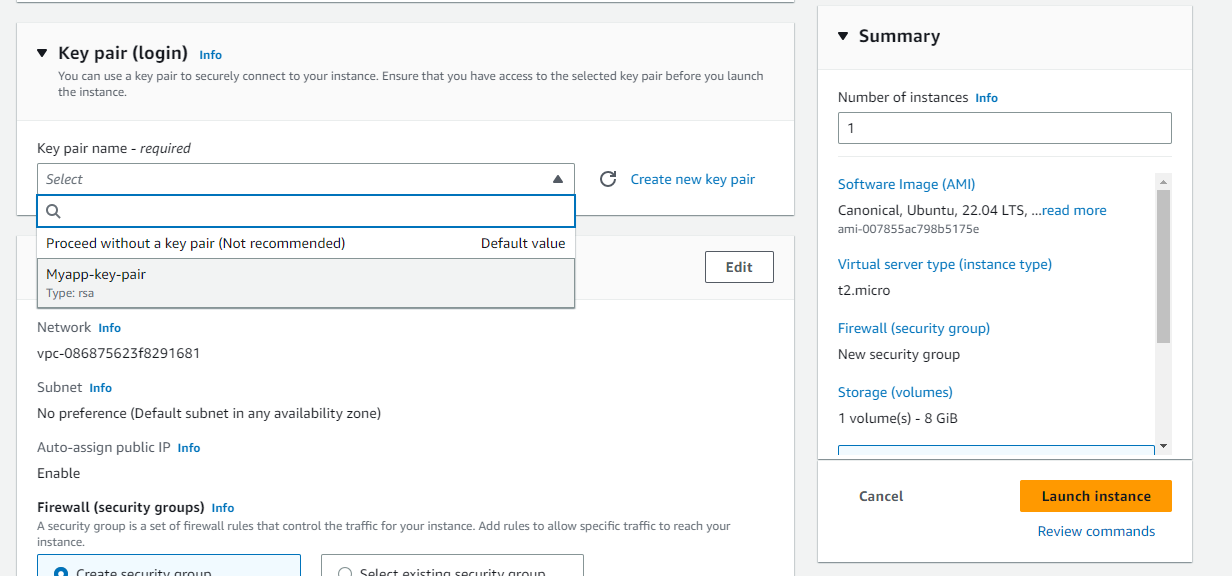 Key pair (login) Info
You can use a key pair to securely connect to your instance. Ensure that you have access to the selected key pair before you launch
the instance.
Key pair name - required
Select
Create new key pair
Proceed without a key pair (Not recommended) Default value
Myapp-key-pair
Type: rsa
Edit
Network Info
vpc-086875623f8291681
Subnet Info
No preference (Default subnet in any availability zone)
Auto-assign public IP Info
Enable
Firewall (security groups) Info
A security group is a set of firewall rules that control the traffic for your instance. Add rules to allow specific traffic to reach your
instance.
Create security group
Select existing security group
Summary
Number of instances Info
1
Software Image (AMI)
Canonical, Ubuntu, 22.04 LTS, ...read more
ami-007855ac798b5175e
Virtual server type (instance type)
t2.micro
Firewall (security group)
New security group
Storage (volumes)
1 volume(s) - 8 GiB
Cancel
Launch instance
Review commands